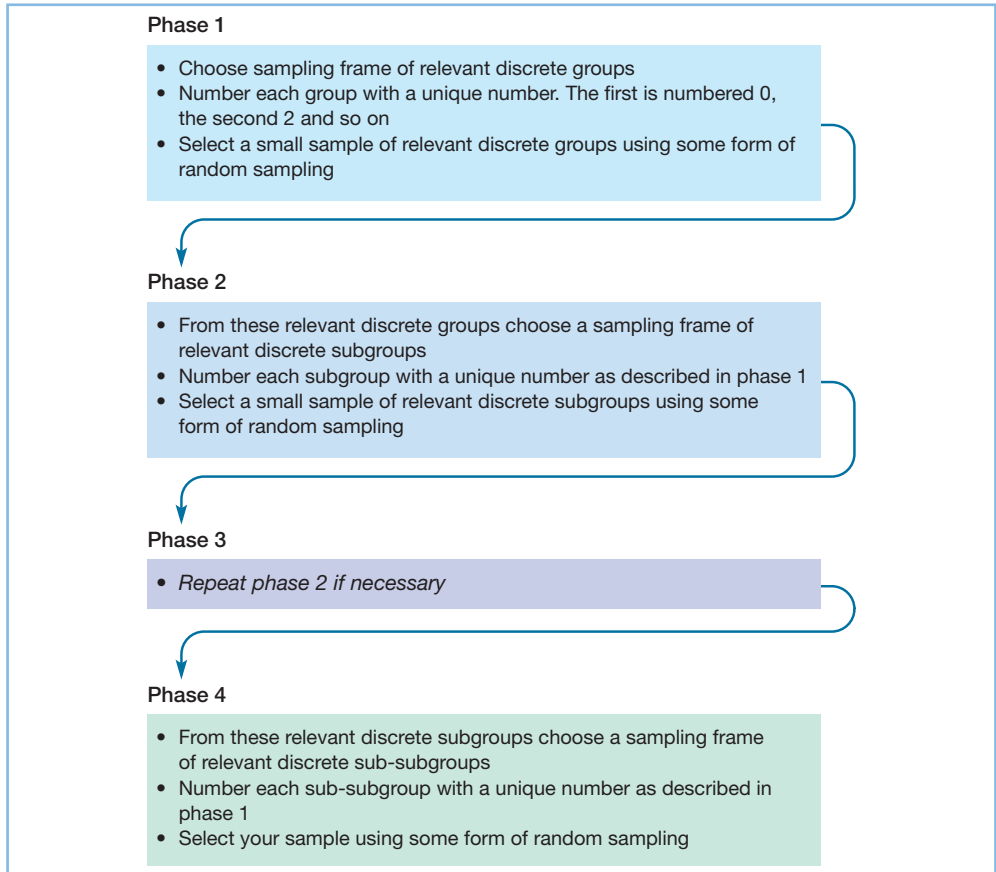 Phase 1
• Choose sampling frame of relevant discrete groups
• Number each group with a unique number. The first is numbered 0,
the second 2 and so on
• Select a small sample of relevant discrete groups using some form of
random sampling
Phase 2
• From these relevant discrete groups choose a sampling frame of
relevant discrete subgroups
• Number each subgroup with a unique number as described in phase 1
• Select a small sample of relevant discrete subgroups using some
form of random sampling
Phase 3
• Repeat phase 2 if necessary
Phase 4
• From these relevant discrete subgroups choose a sampling frame
of relevant discrete sub-subgroups
• Number each sub-subgroup with a unique number as described in
phase 1
• Select your sample using some form of random sampling